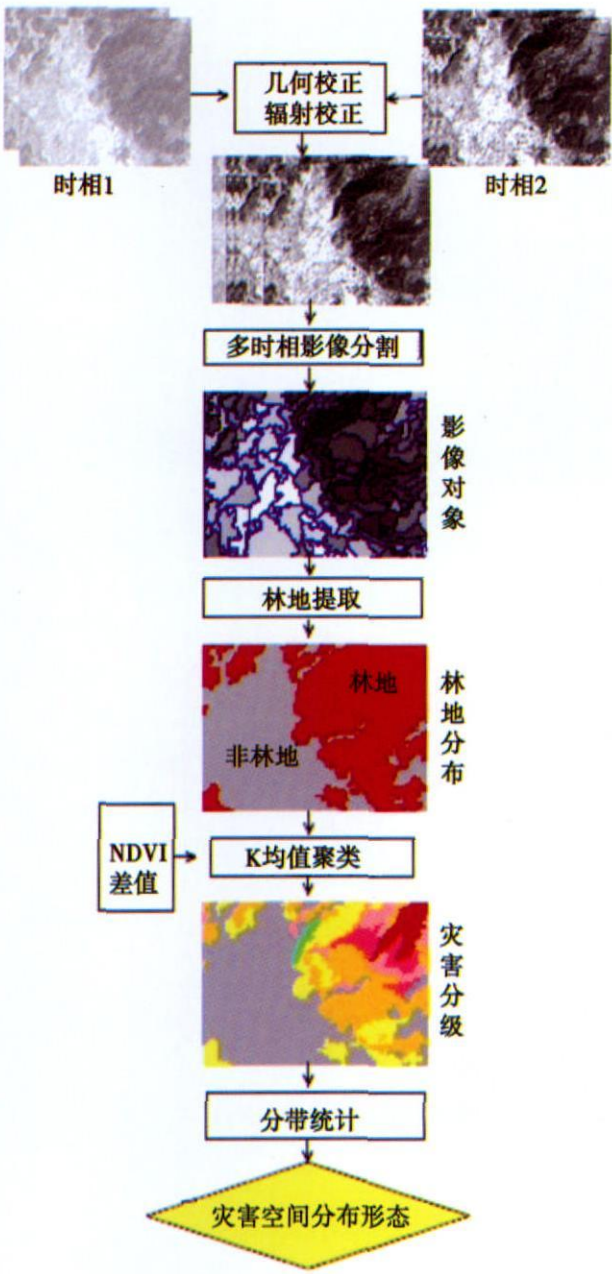 几何校正
辐射校正
时相1
时相2
多时相影像分割
影像对象
林地提取
林地
非林地
林地分布
NDVI
差值
K均值聚类
灾害分级
分带统计
灾害空间分布形态